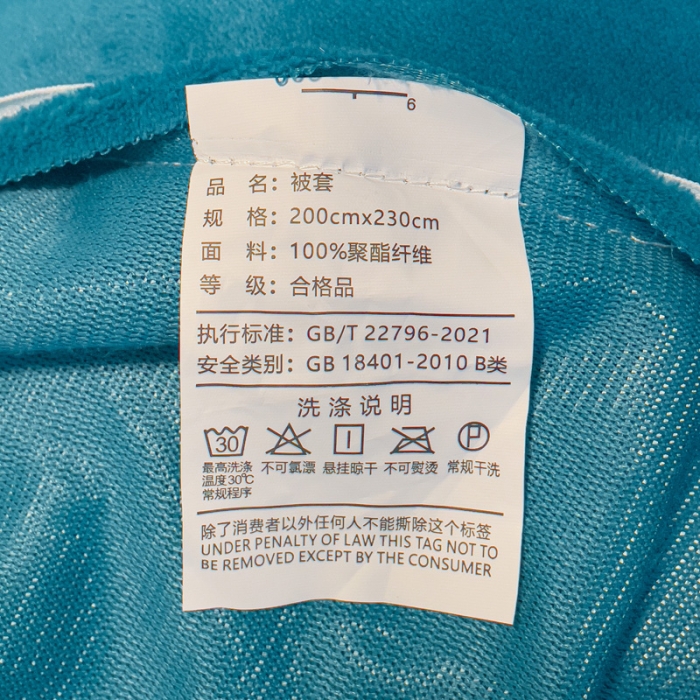 6
品 名：被套
规 格：200cmx230cm
面 料：100%聚酯纤维
等 级：合格品
执行标准：GB/T 22796-2021
安全类别：GB 18401-2010 B类
洗涤说明
30 P
最高洗涤温度30℃常规程序 不可氯漂 悬挂晾干 不可熨烫 常规干洗
除了消费者以外任何人不能撕除这个标签
UNDER PENALTY OF LAW THIS TAG NOT TO
BE REMOVED EXCEPT BY THE CONSUMER